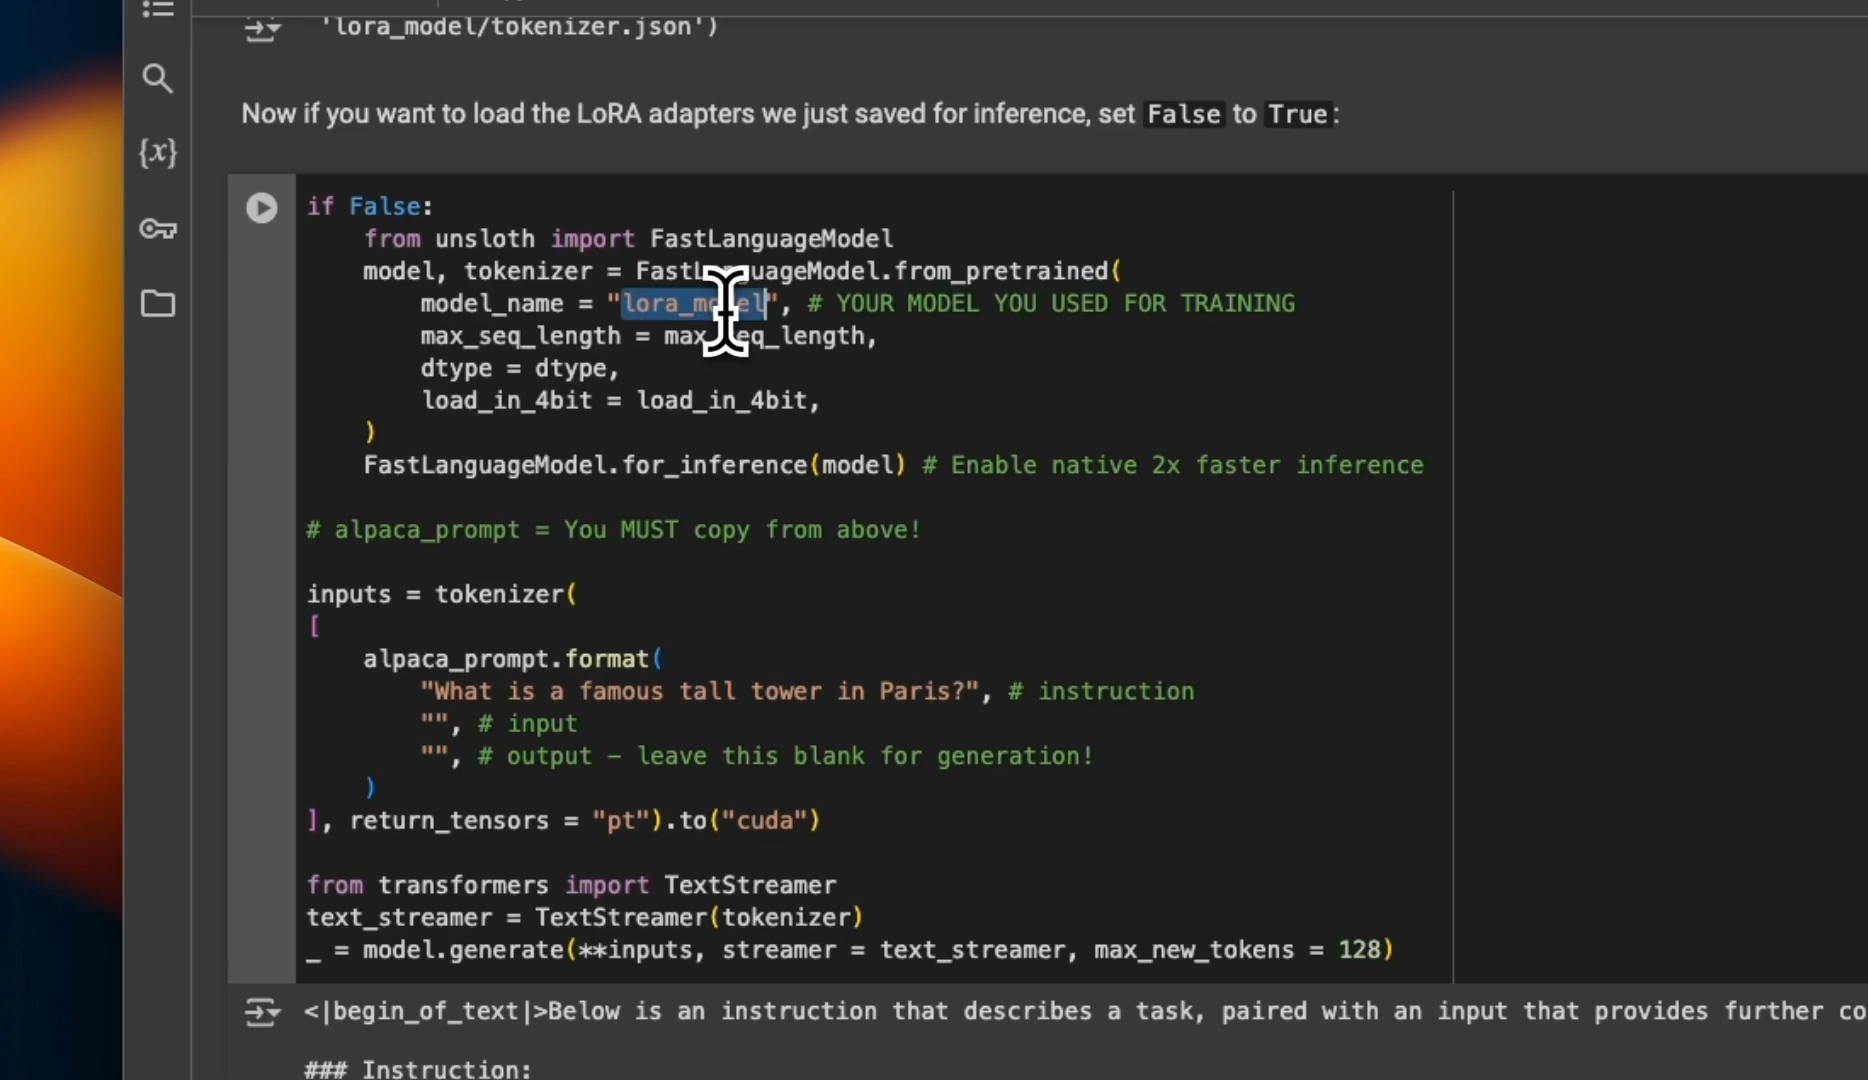 'lora_model/tokenizer.json')
Now if you want to load the LoRA adapters we just saved for inference, set False to True:
{x}
if False:
    from unsloth import FastLanguageModel
    model, tokenizer = FastLanguageModel.from_pretrained(
        model_name = "lora_model", # YOUR MODEL YOU USED FOR TRAINING
        max_seq_length = max_seq_length,
        dtype = dtype,
        load_in_4bit = load_in_4bit,
    )
    FastLanguageModel.for_inference(model) # Enable native 2x faster inference
# alpaca_prompt = You MUST copy from above!
inputs = tokenizer(
[
    alpaca_prompt.format(
        "What is a famous tall tower in Paris?", # instruction
        "", # input
        "", # output – leave this blank for generation!
    )
], return_tensors = "pt").to("cuda")
from transformers import TextStreamer
text_streamer = TextStreamer(tokenizer)
_ = model.generate(**inputs, streamer = text_streamer, max_new_tokens = 128)
<|begin_of_text|>Below is an instruction that describes a task, paired with an input that provides further co
### Instruction: